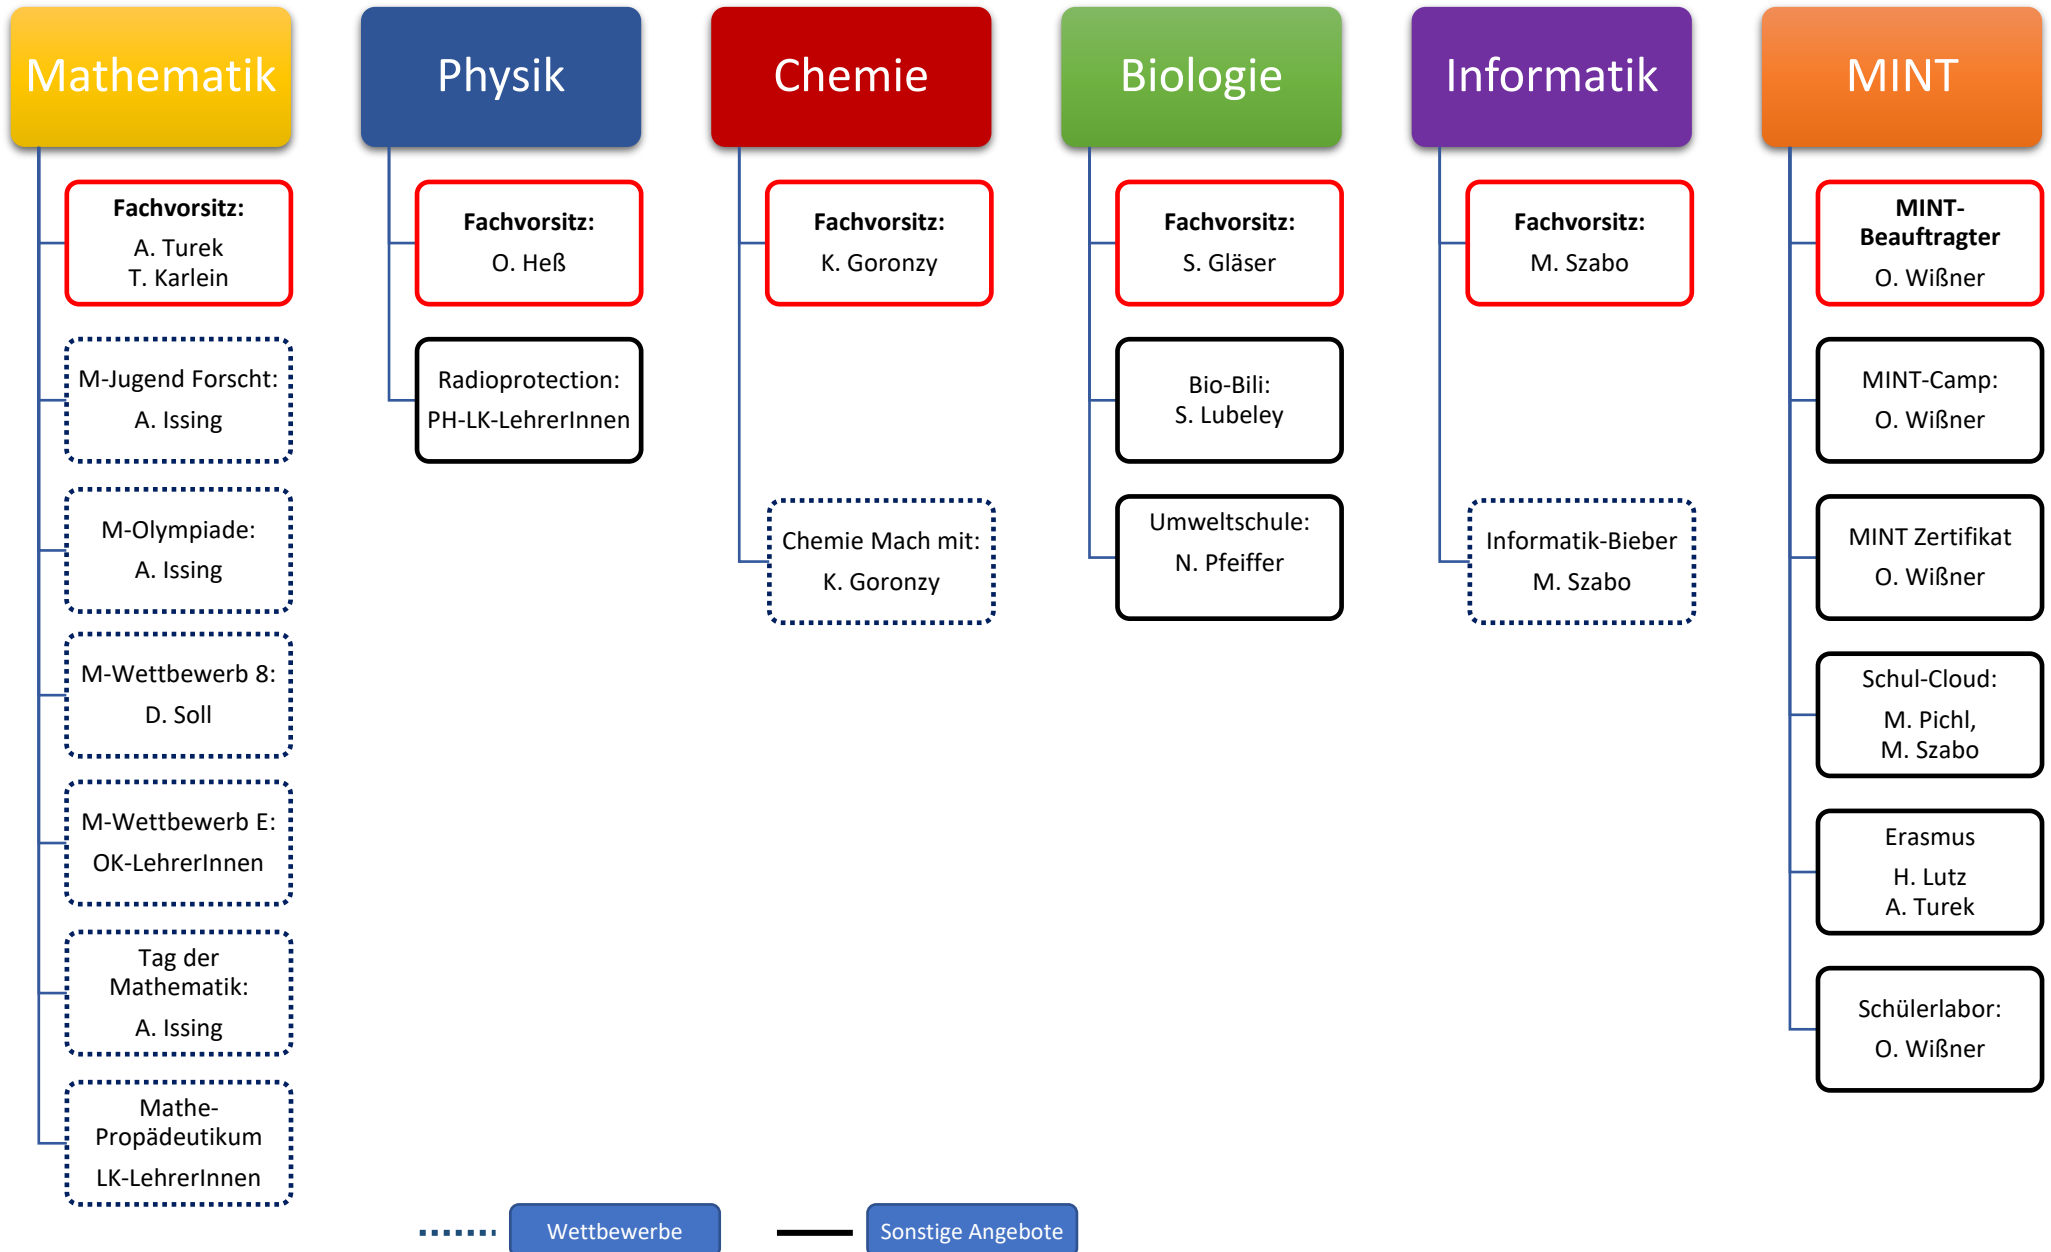 Mathematik
Fachvorsitz:
A. Turek
T. Karlein
M-Jugend Forscht:
A. Issing
M-Olympiade:
A. Issing
M-Wettbewerb 8:
D. Soll
M-Wettbewerb E:
OK-LehrerInnen
Tag der
Mathematik:
A. Issing
Mathe-
Propädeutikum
LK-LehrerInnen
Physik
Fachvorsitz:
O. Heß
Radioprotection:
PH-LK-LehrerInnen
Chemie
Fachvorsitz:
K. Goronzy
Chemie Mach mit:
K. Goronzy
Biologie
Fachvorsitz:
S. Gläser
Bio-Bili:
S. Lubeley
Umweltschule:
N. Pfeiffer
Informatik
Fachvorsitz:
M. Szabo
Informatik-Bieber
M. Szabo
MINT
MINT-
Beauftragter
O. Wißner
MINT-Camp:
O. Wißner
MINT Zertifikat
O. Wißner
Schul-Cloud:
M. Pichl,
M. Szabo
Erasmus
H. Lutz
A. Turek
Schülerlabor:
O. Wißner
Wettbewerbe
Sonstige Angebote